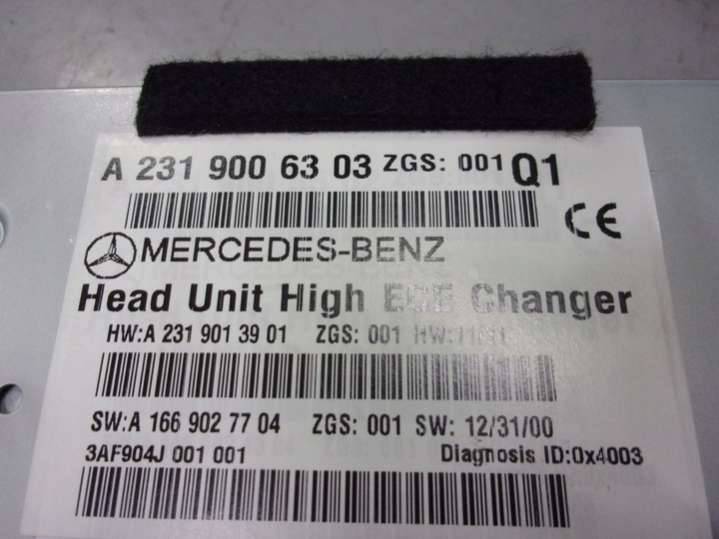 A 231 900 63 03 ZGS: 001 Q1
CE
MERCEDES-BENZ
Head Unit High ECE Changer
HW:A 231 901 39 01 ZGS: 001 HW:
SW:A 166 902 77 04 ZGS: 001 SW: 12/31/00
3AF904J 001 001 Diagnosis ID:0x4003